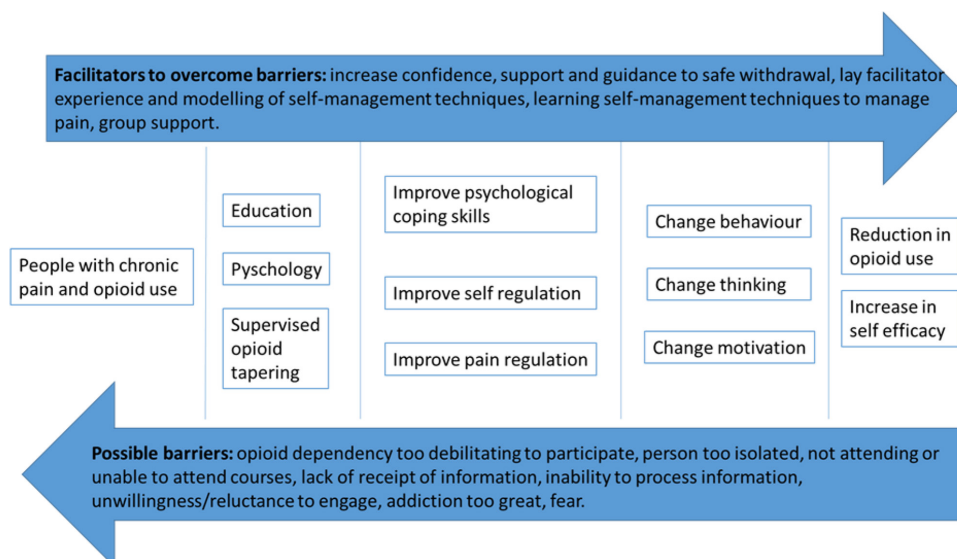 Facilitators to overcome barriers: increase confidence, support and guidance to safe withdrawal, lay facilitator
experience and modelling of self-management techniques, learning self-management techniques to manage
pain, group support.
People with chronic
pain and opioid use
Education
Pyschology
Supervised
opioid
tapering
Improve psychological
coping skills
Improve self regulation
Improve pain regulation
Change behaviour
Change thinking
Change motivation
Reduction in
opioid use
Increase in
self efficacy
Possible barriers: opioid dependency too debilitating to participate, person too isolated, not attending or
unable to attend courses, lack of receipt of information, inability to process information,
unwillingness/reluctance to engage, addiction too great, fear.